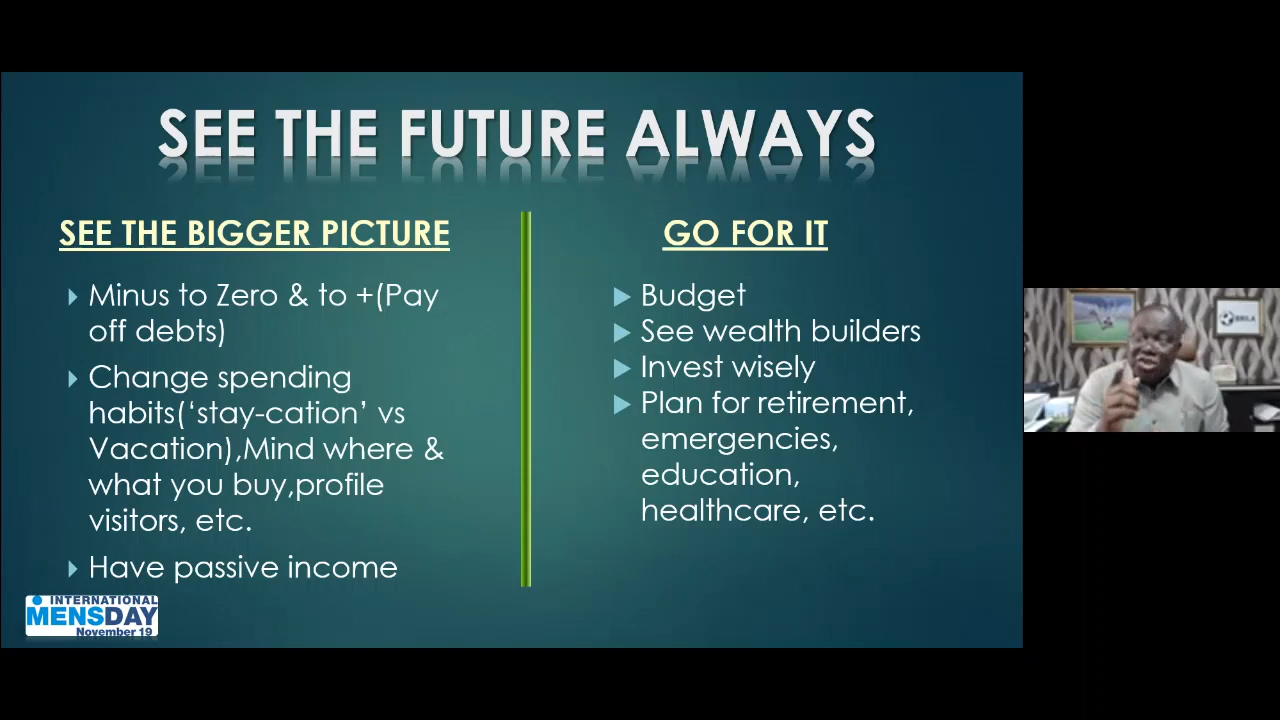 SEE THE FUTURE ALWAYS
SEE THE BIGGER PICTURE
Minus to Zero & to +(Pay
off debts)
Change spending
habits(‘stay-cation’ vs
Vacation),Mind where &
what you buy,profile
visitors, etc.
Have passive income
GO FOR IT
Budget
See wealth builders
Invest wisely
Plan for retirement,
emergencies,
education,
healthcare, etc.
INTERNATIONAL
MENSDAY
November 19